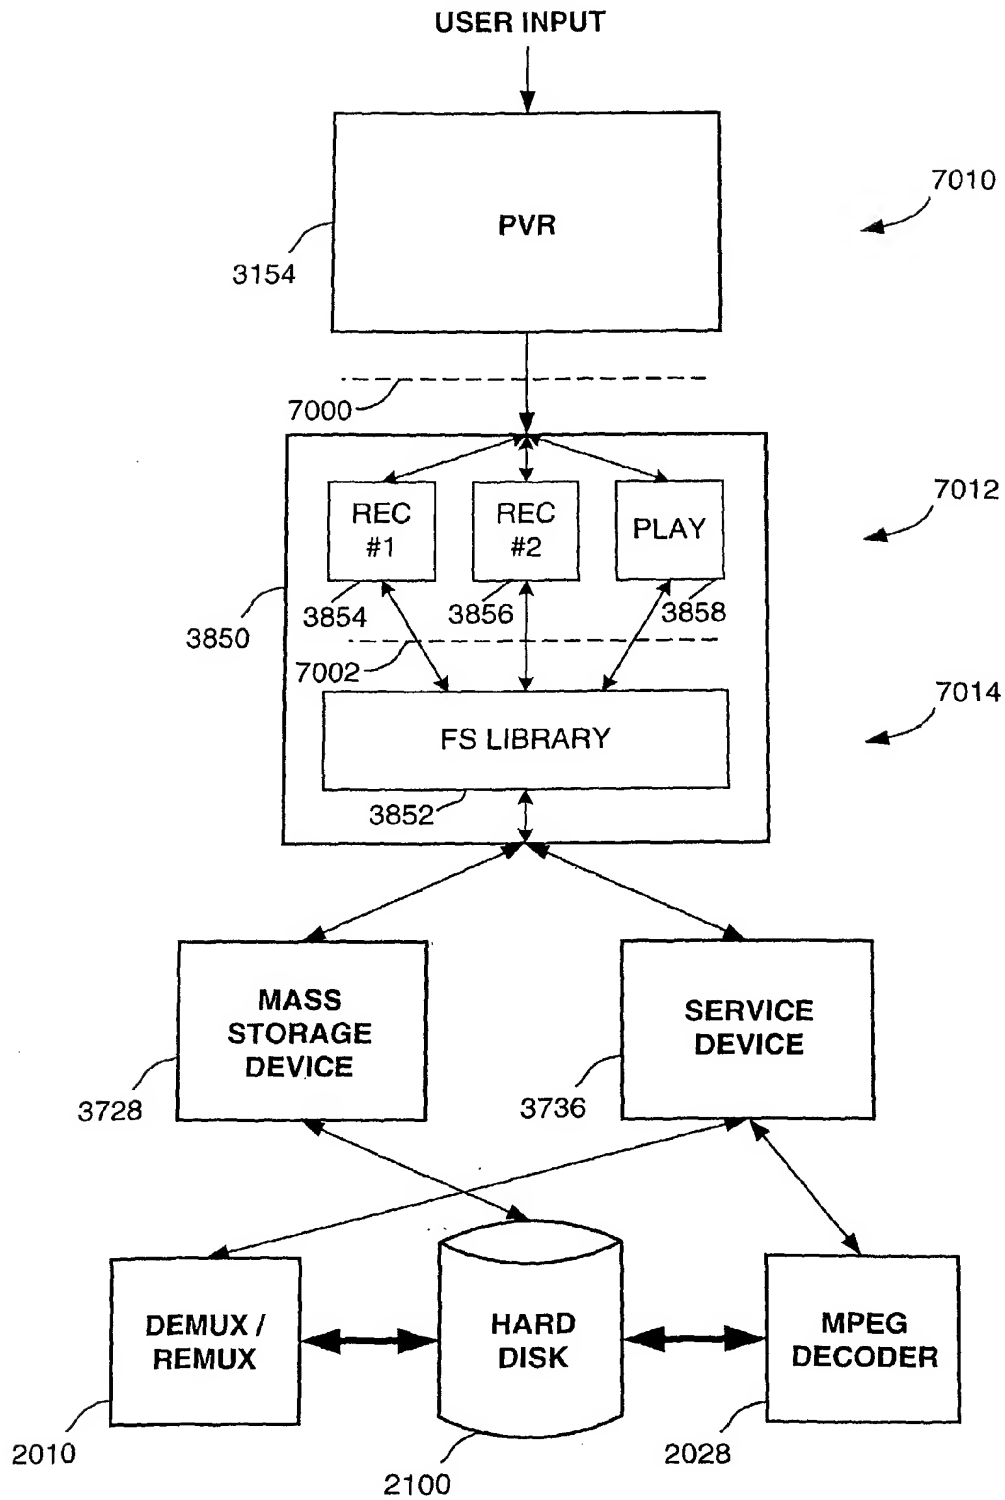 USER INPUT
PVR
7010
3154
7000
REC
#1
REC
#2
PLAY
7012
3854
3856
3858
3850
7002
7014
FS LIBRARY
3852
MASS
STORAGE
DEVICE
SERVICE
DEVICE
3728
3736
DEMUX /
REMUX
HARD
DISK
MPEG
DECODER
2010
2100
2028